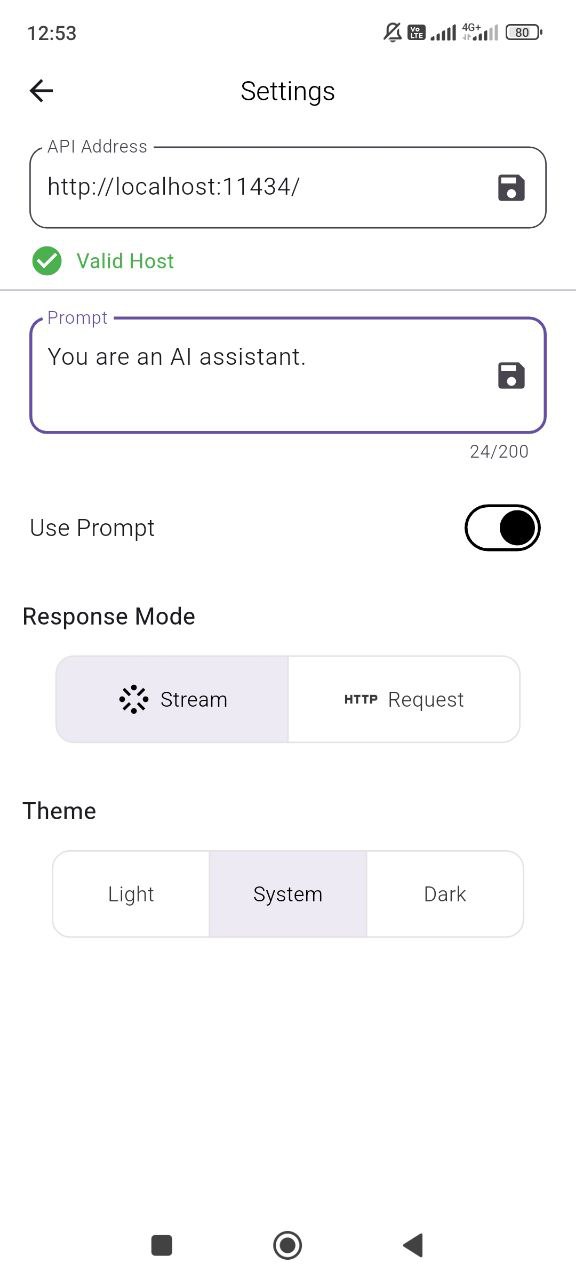 12:53
Vo LTE 4G+ 80
Settings
API Address
http://localhost:11434/
Valid Host
Prompt
You are an AI assistant.
24/200
Use Prompt
Response Mode
Stream HTTP Request
Theme
Light System Dark